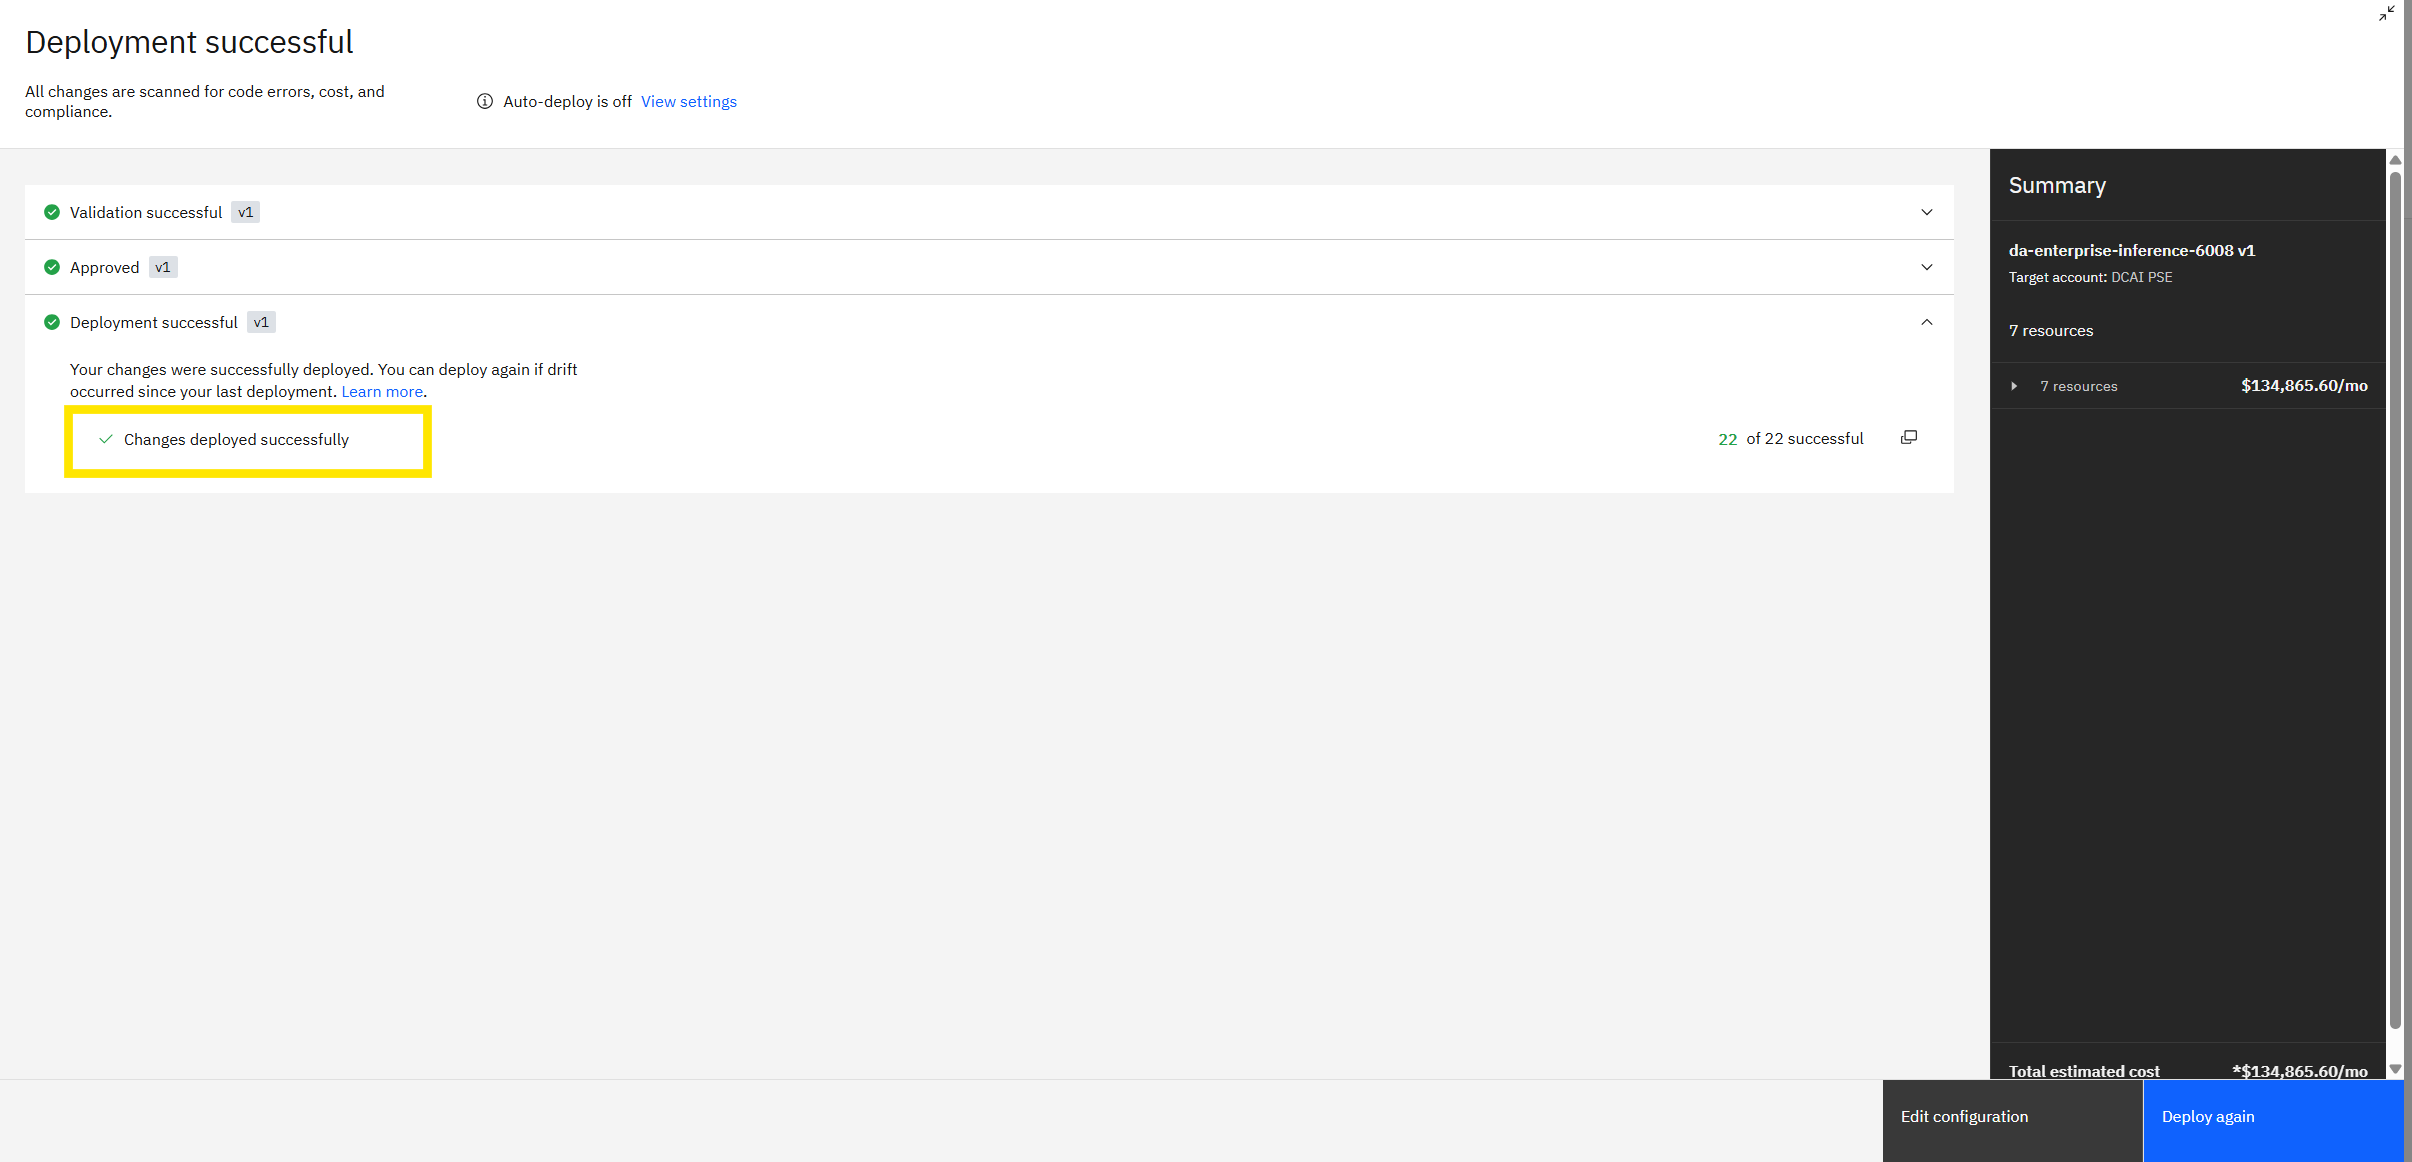 Deployment successful
All changes are scanned for code errors, cost, and
compliance.
Auto-deploy is off View settings
Validation successful v1
Approved v1
Deployment successful v1
Your changes were successfully deployed. You can deploy again if drift
occurred since your last deployment. Learn more.
Changes deployed successfully
22 of 22 successful
Summary
da-enterprise-inference-6008 v1
Target account: DCAI PSE
7 resources
7 resources $134,865.60/mo
Total estimated cost *$134,865.60/mo
Edit configuration
Deploy again